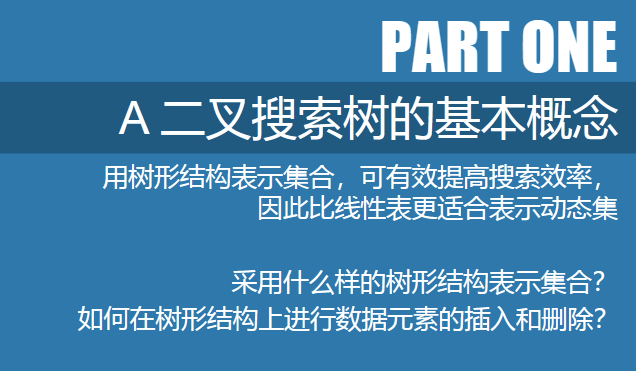 PART ONE
A 二叉搜索树的基本概念
用树形结构表示集合，可有效提高搜索效率，
因此比线性表更适合表示动态集
采用什么样的树形结构表示集合？
如何在树形结构上进行数据元素的插入和删除？